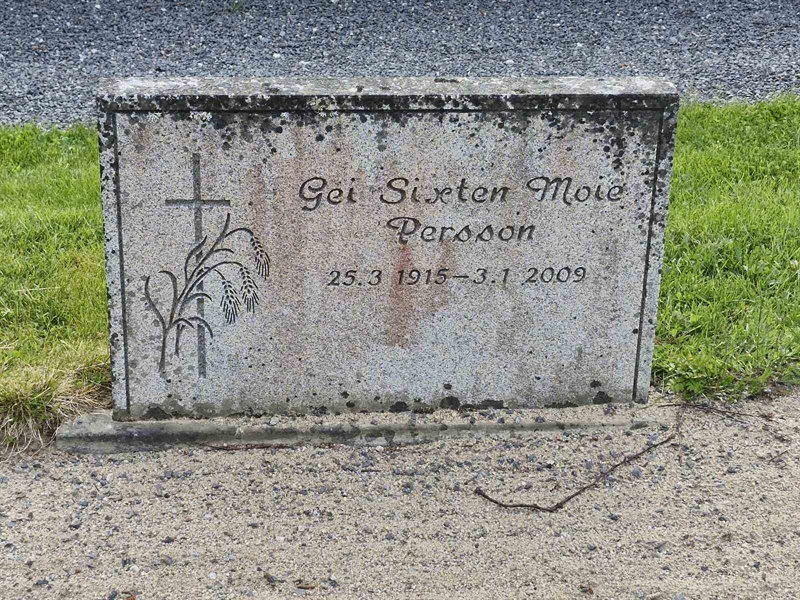 Gei Sixten Moie
Persson
25.3 1915-3.1 2009